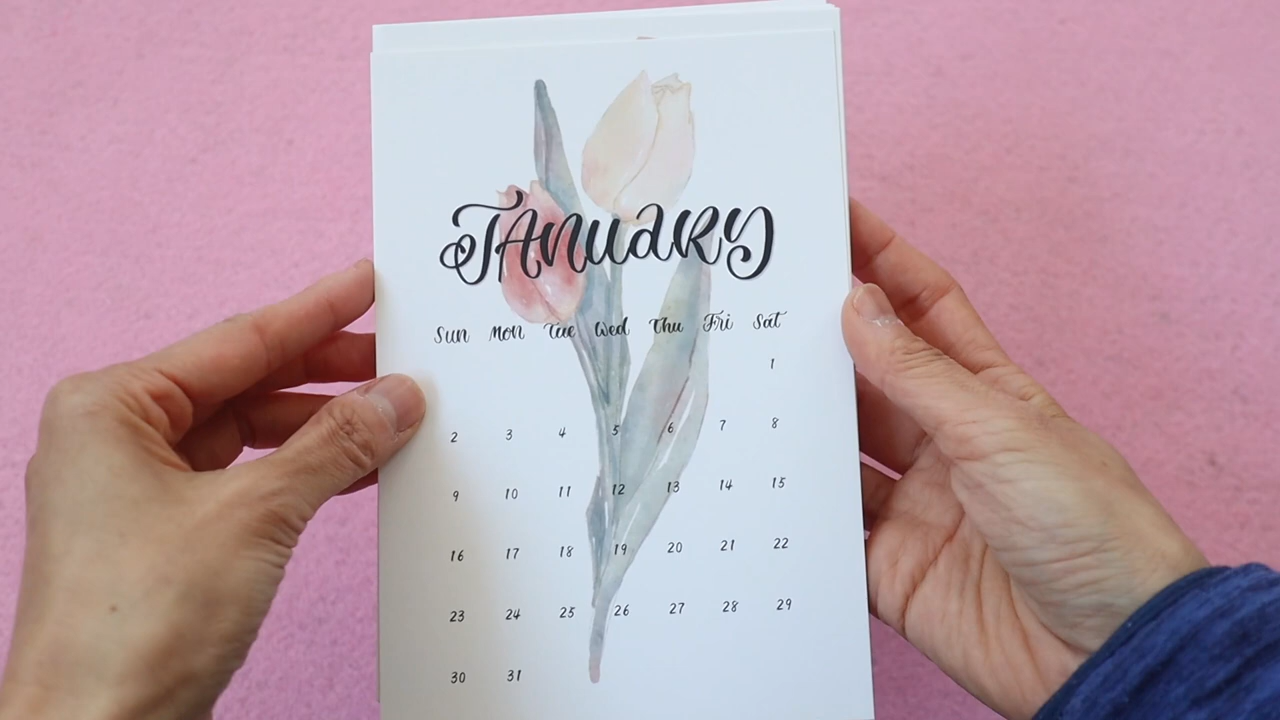 JANUARY
Sun Mon Tue Wed Thu Fri Sat
1
2 3 4 5 6 7 8
9 10 11 12 13 14 15
16 17 18 19 20 21 22
23 24 25 26 27 28 29
30 31